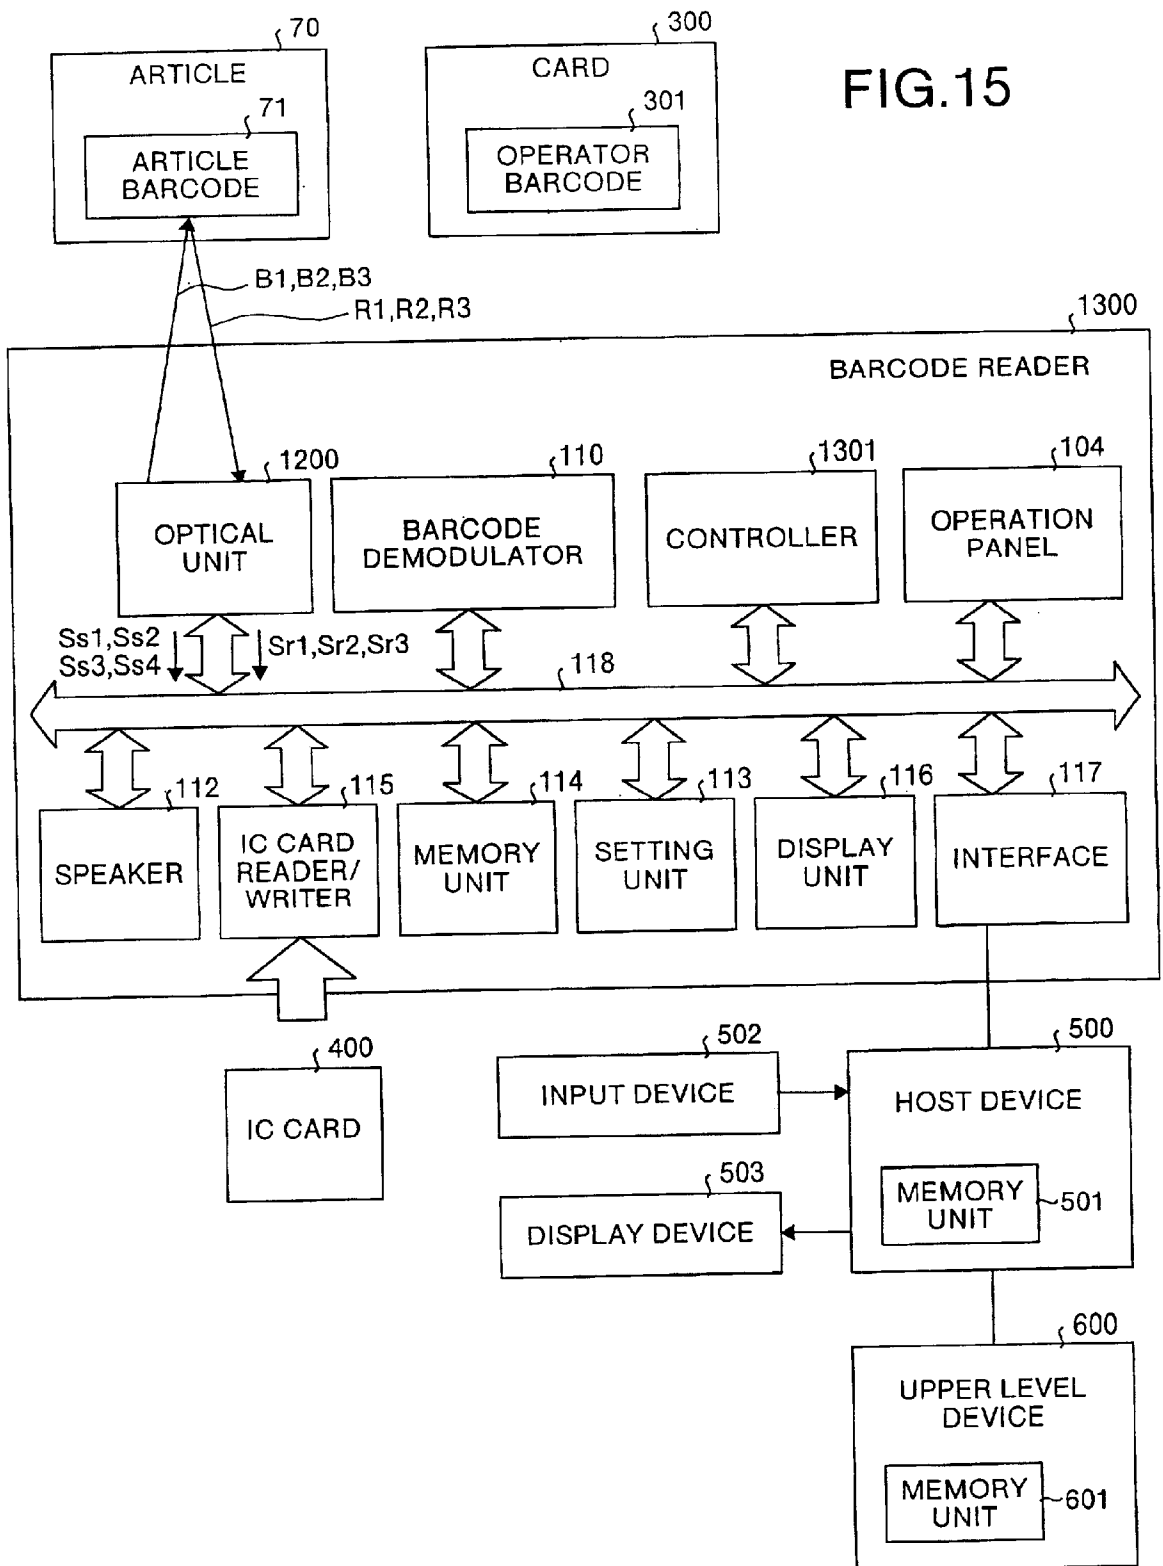 70
ARTICLE
71
ARTICLE
BARCODE
300
CARD
301
OPERATOR
BARCODE
FIG.15
B1,B2,B3
R1,R2,R3
1300
BARCODE READER
1200
OPTICAL
UNIT
110
BARCODE
DEMODULATOR
1301
CONTROLLER
104
OPERATION
PANEL
Ss1,Ss2
Ss3,Ss4
Sr1,Sr2,Sr3
118
112
SPEAKER
115
IC CARD
READER/
WRITER
114
MEMORY
UNIT
113
SETTING
UNIT
116
DISPLAY
UNIT
117
INTERFACE
400
IC CARD
502
INPUT DEVICE
503
DISPLAY DEVICE
500
HOST DEVICE
MEMORY
UNIT
501
600
UPPER LEVEL
DEVICE
MEMORY
UNIT
601